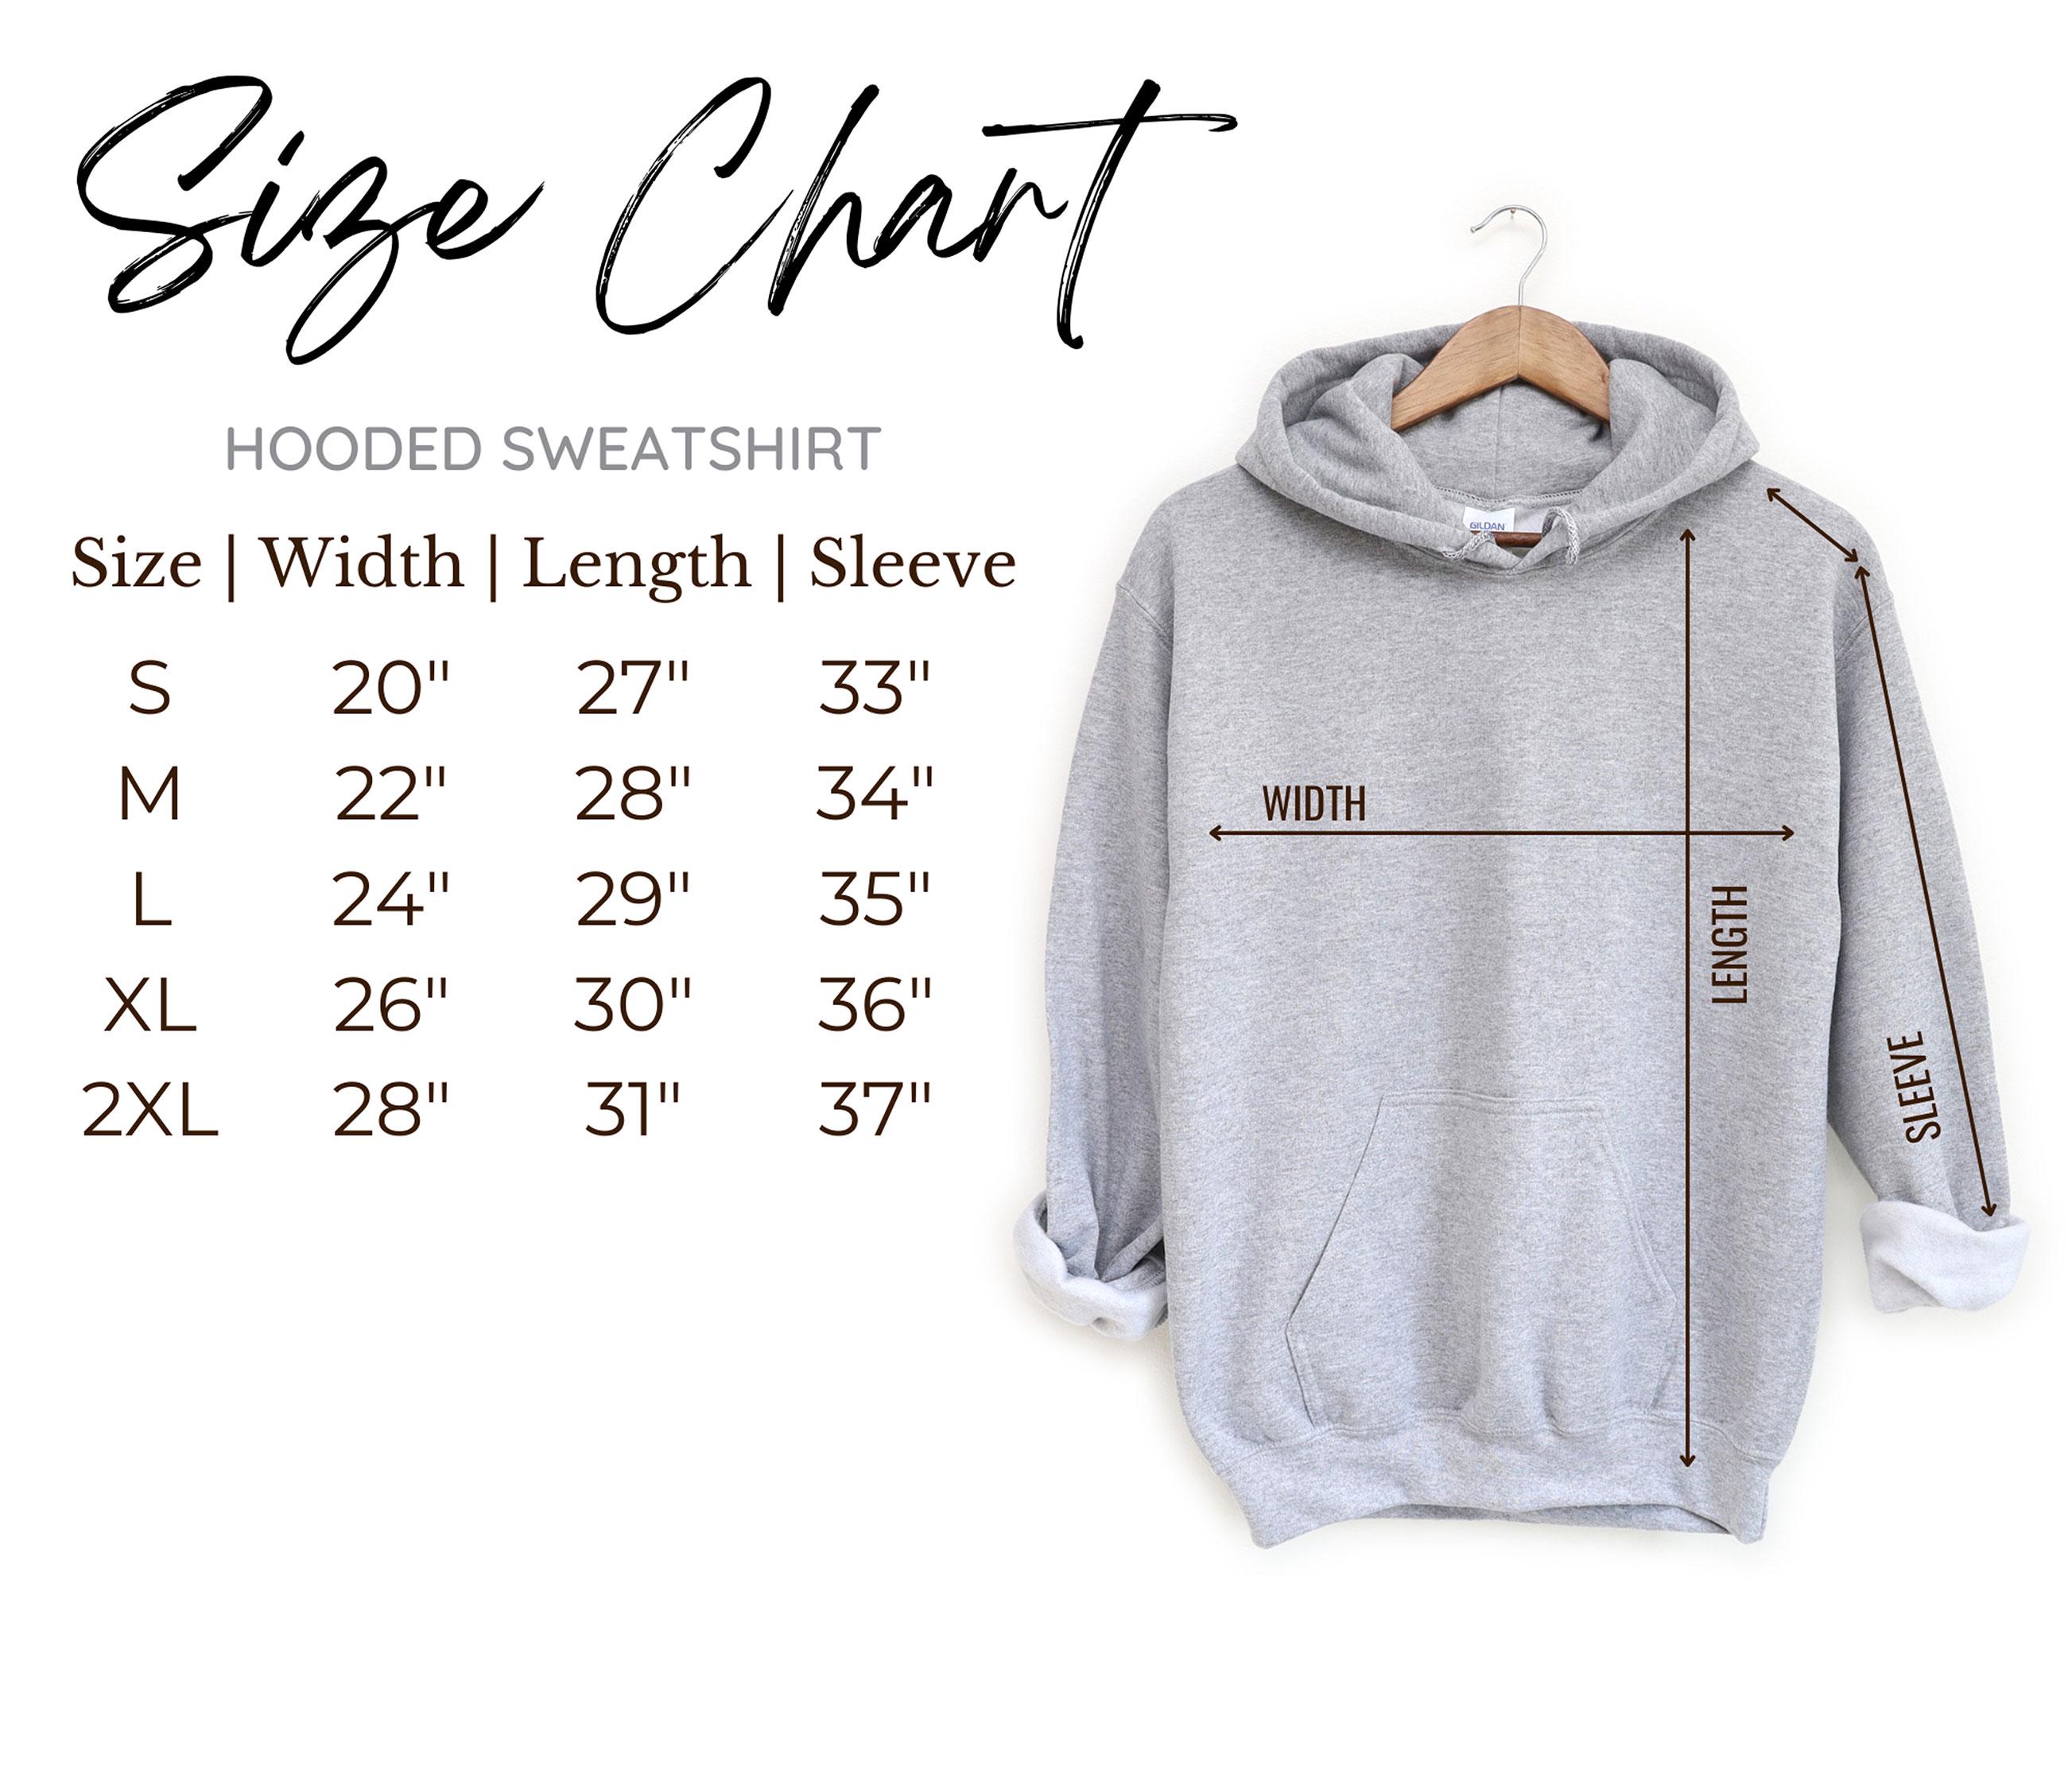 Size Chart
HOODED SWEATSHIRT
Size | Width | Length | Sleeve
S 20" 27" 33"
M 22" 28" 34"
L 24" 29" 35"
XL 26" 30" 36"
2XL 28" 31" 37"
GILDAN
WIDTH
LENGTH
SLEEVE